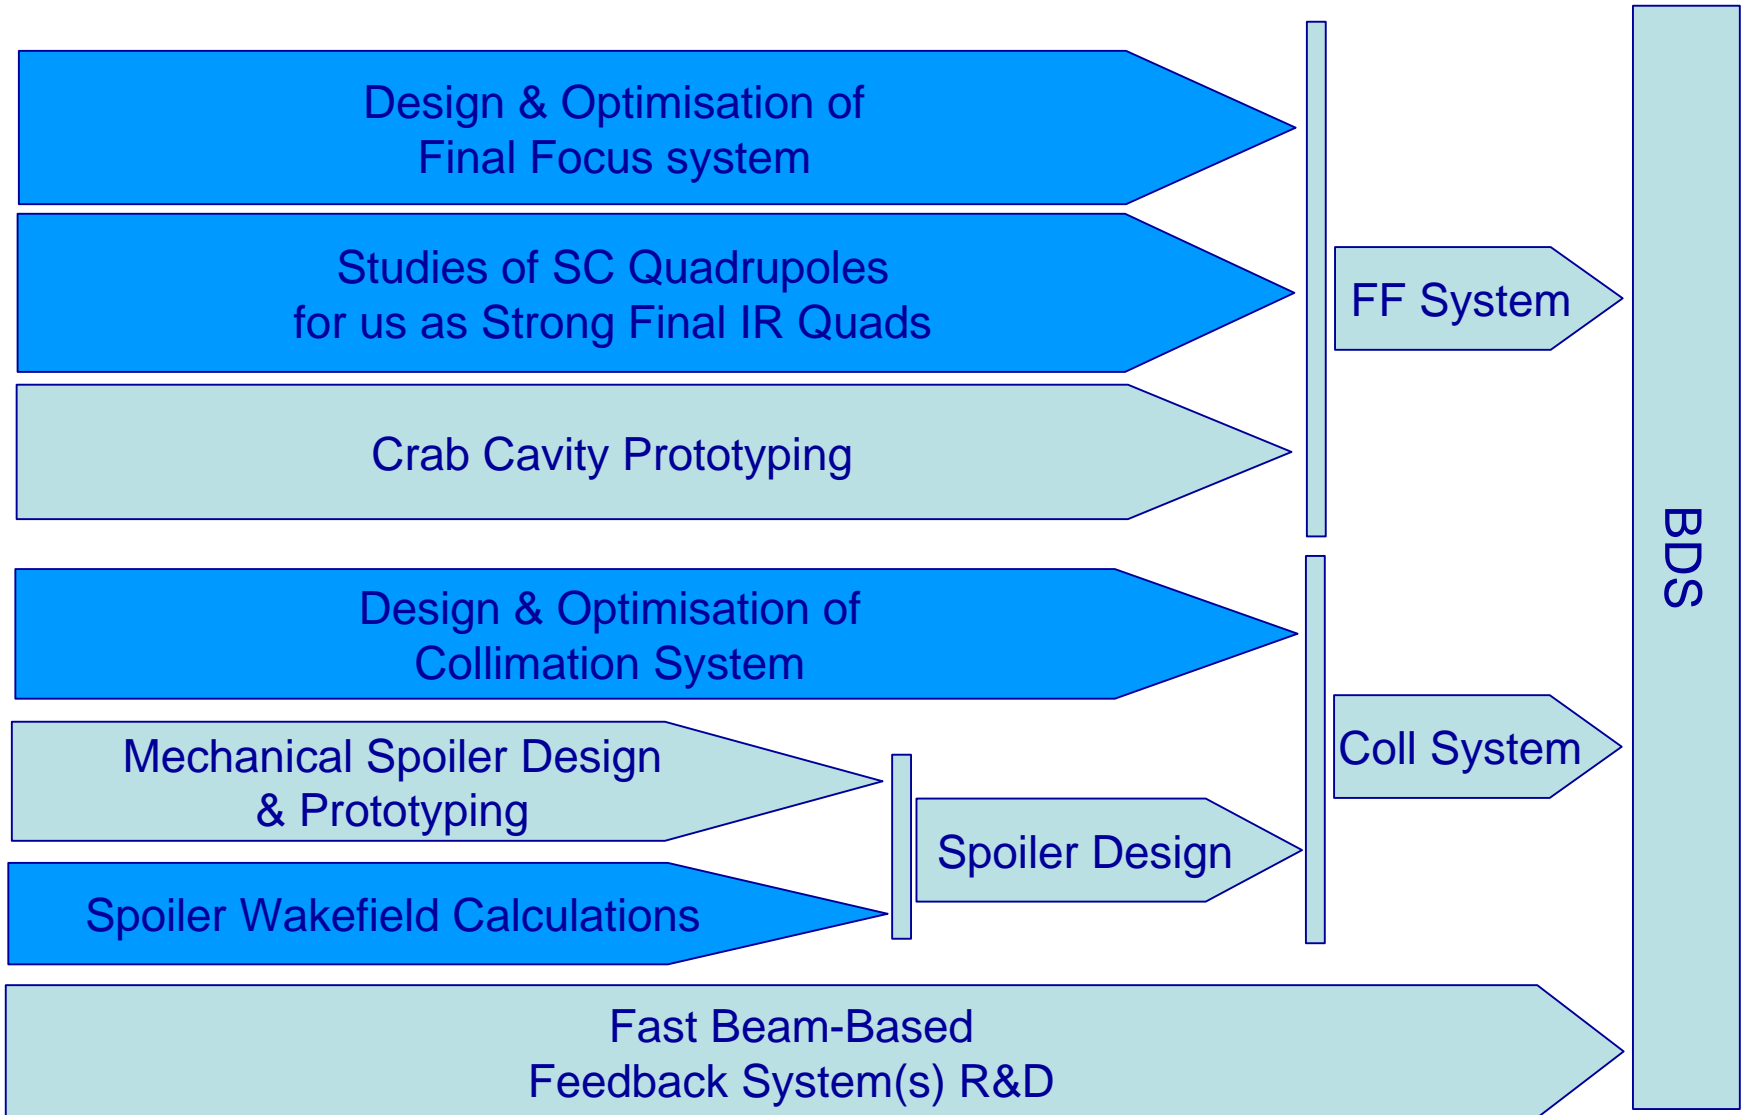 Design & Optimisation of
Final Focus system
Studies of SC Quadrupoles
for us as Strong Final IR Quads
FF System
Crab Cavity Prototyping
BDS
Design & Optimisation of
Collimation System
Mechanical Spoiler Design
& Prototyping
Coll System
Spoiler Design
Spoiler Wakefield Calculations
Fast Beam-Based
Feedback System(s) R&D